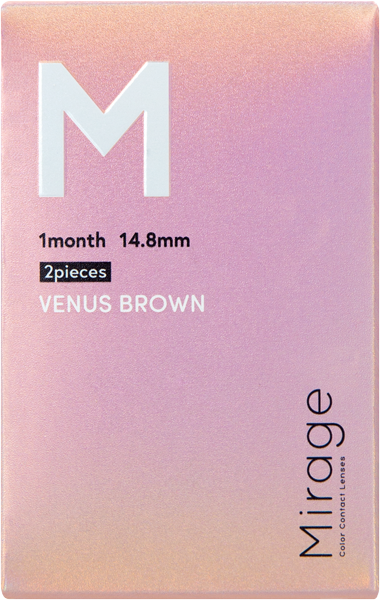 M
1month 14.8mm
2pieces
VENUS BROWN
Mirage
Color Contact Lenses